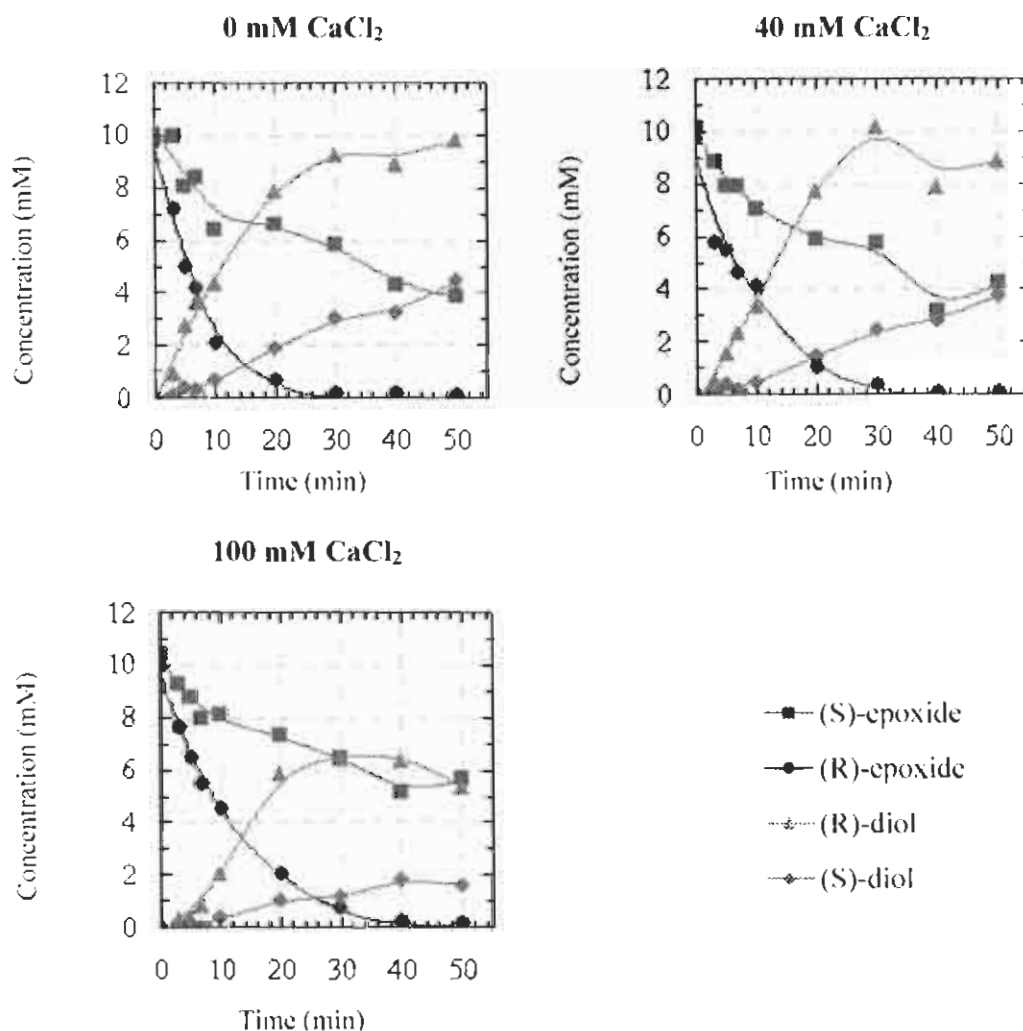 0 mM CaCl₂
40 mM CaCl₂
12
10
8
6
4
2
0
Concentration (mM)
0 10 20 30 40 50
Time (min)
12
10
8
6
4
2
0
Concentration (mM)
0 10 20 30 40 50
Time (min)
100 mM CaCl₂
12
10
8
6
4
2
0
Concentration (mM)
0 10 20 30 40 50
Time (min)
(S)-epoxide
(R)-epoxide
(R)-diol
(S)-diol